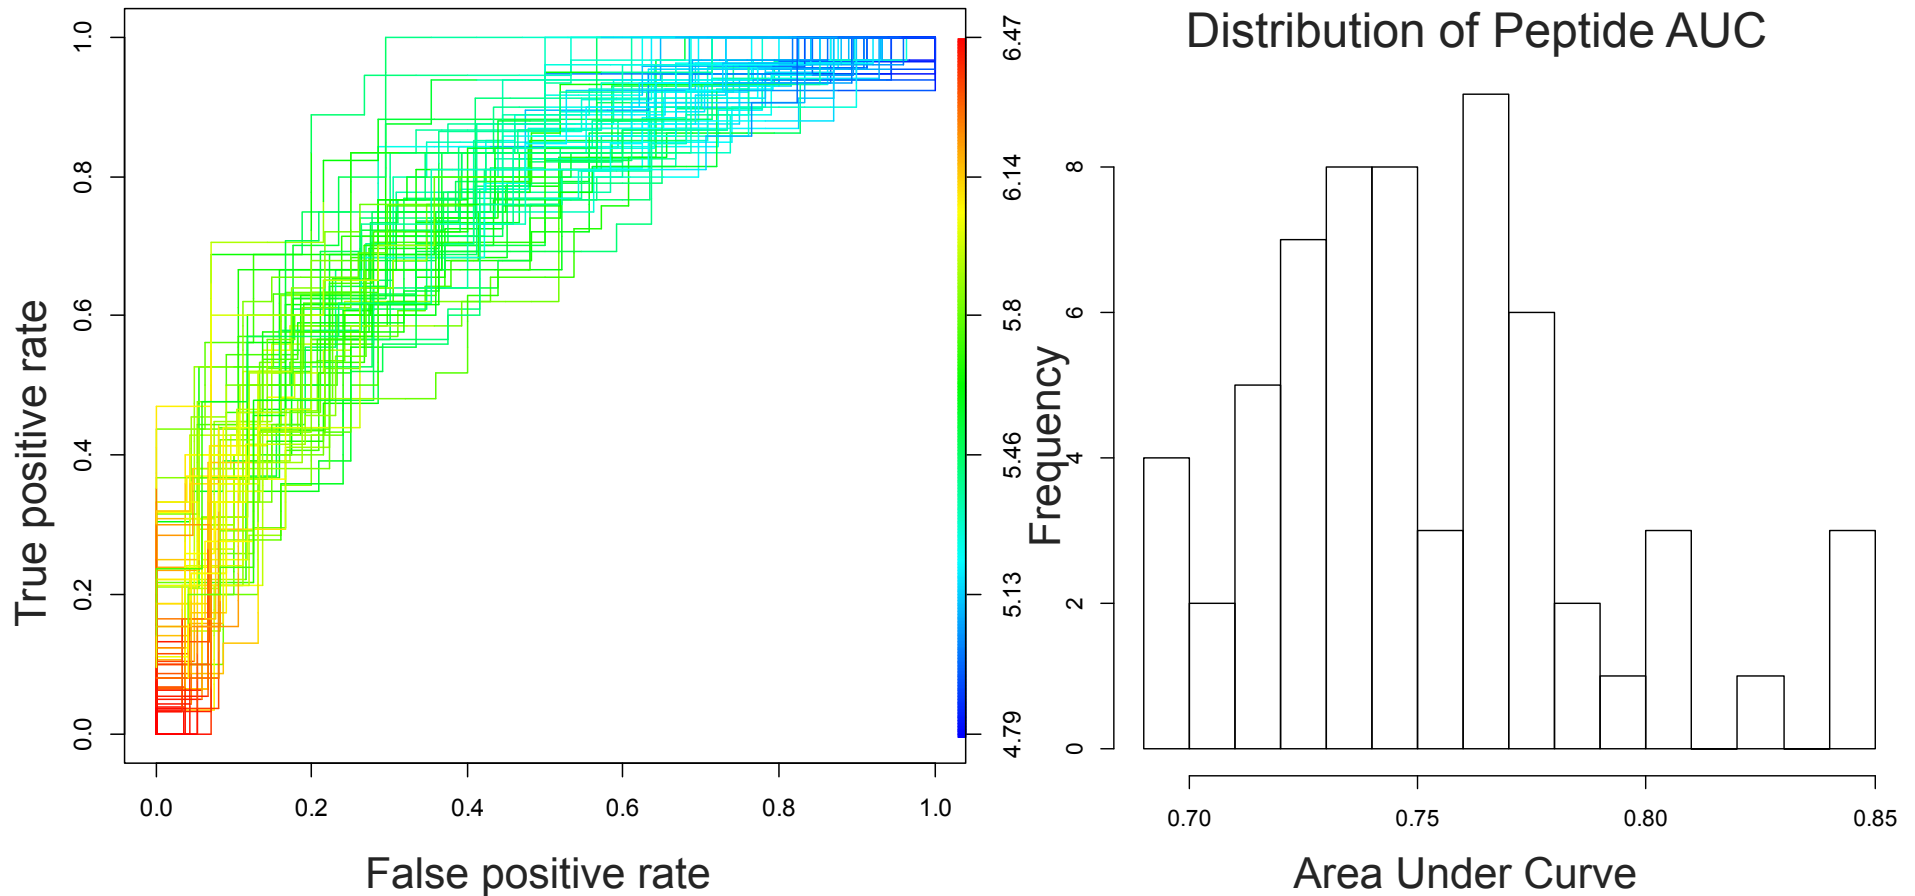 True positive rate
1.0
0.8
0.6
0.4
0.2
0.0
0.0 0.2 0.4 0.6 0.8 1.0
False positive rate
6.47
6.14
5.8
5.46
5.13
4.79
Distribution of Peptide AUC
Frequency
8
6
4
2
0
0.70 0.75 0.80 0.85
Area Under Curve